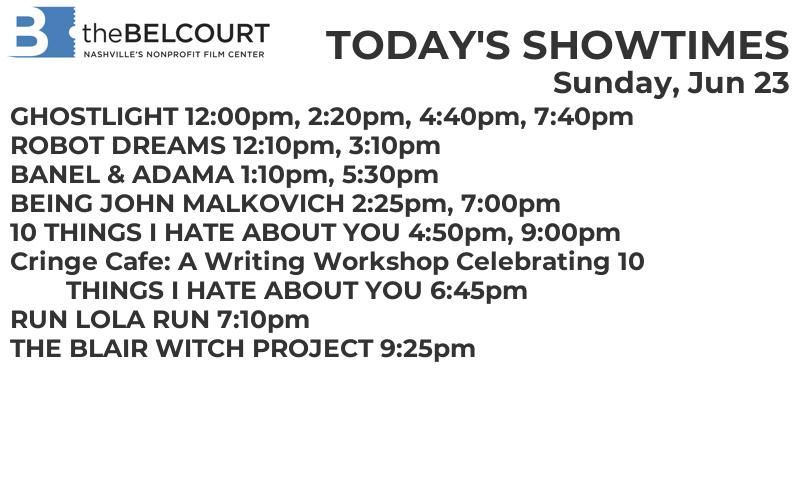 B theBELCOURT
NASHVILLE'S NONPROFIT FILM CENTER
TODAY'S SHOWTIMES
Sunday, Jun 23
GHOSTLIGHT 12:00pm, 2:20pm, 4:40pm, 7:40pm
ROBOT DREAMS 12:10pm, 3:10pm
BANEL & ADAMA 1:10pm, 5:30pm
BEING JOHN MALKOVICH 2:25pm, 7:00pm
10 THINGS I HATE ABOUT YOU 4:50pm, 9:00pm
Cringe Cafe: A Writing Workshop Celebrating 10
THINGS I HATE ABOUT YOU 6:45pm
RUN LOLA RUN 7:10pm
THE BLAIR WITCH PROJECT 9:25pm